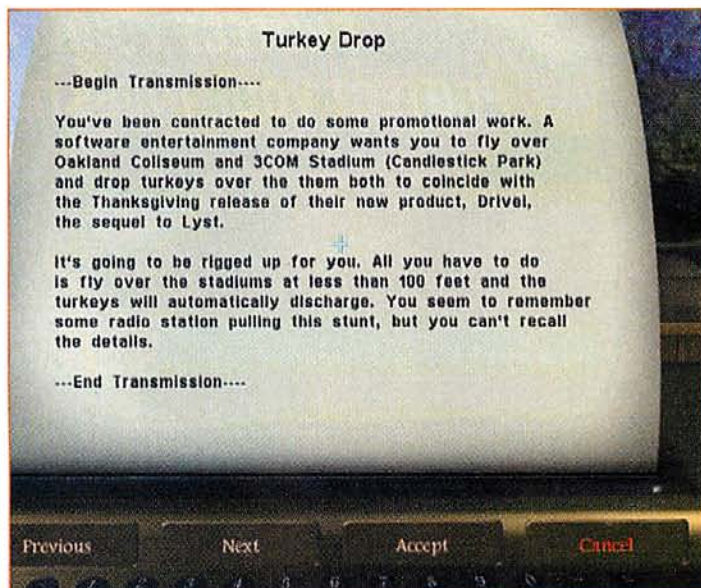 Turkey Drop
---Begin Transmission----
You've been contracted to do some promotional work. A
software entertainment company wants you to fly over
Oakland Coliseum and 3COM Stadium (Candlestick Park)
and drop turkeys over the them both to coincide with
the Thanksgiving release of their new product, Drivel,
the sequel to Lyst.
It's going to be rigged up for you. All you have to do
is fly over the stadiums at less than 100 feet and the
turkeys will automatically discharge. You seem to remember
some radio station pulling this stunt, but you can't recall
the details.
---End Transmission----
Previous Next Accept Cancel